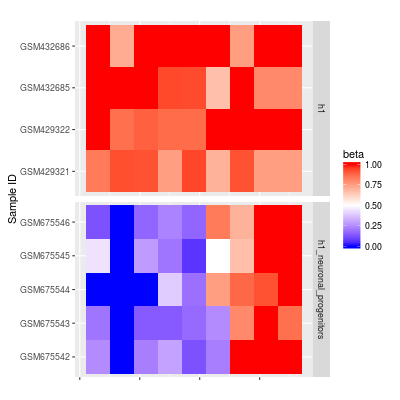 GSM432686
GSM432685
GSM429322
GSM429321
h1
Sample ID
GSM675546
GSM675545
GSM675544
GSM675543
GSM675542
h1_neuronal_progenitors
beta
1.00
0.75
0.50
0.25
0.00